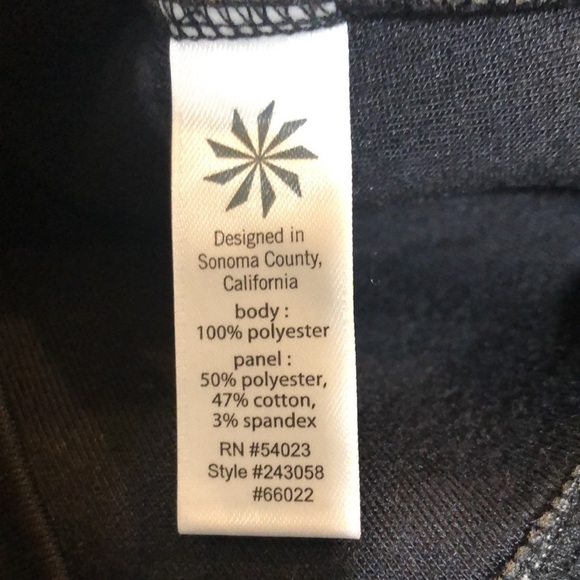 Designed in
Sonoma County,
California
body :
100% polyester
panel :
50% polyester,
47% cotton,
3% spandex
RN #54023
Style #243058
#66022